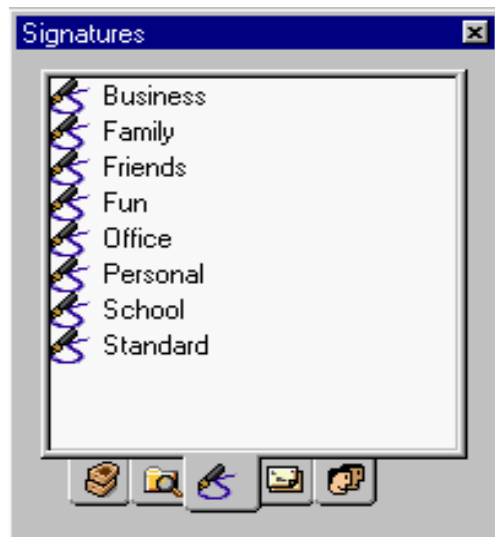 Signatures
Business
Family
Friends
Fun
Office
Personal
School
Standard